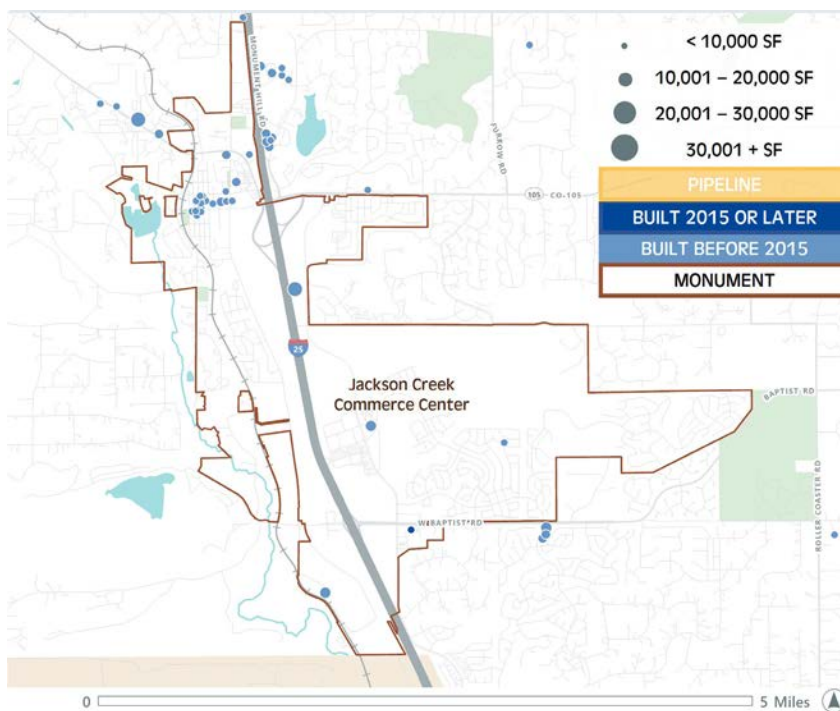 < 10,000 SF
10,001 – 20,000 SF
20,001 – 30,000 SF
30,001 + SF
PIPELINE
BUILT 2015 OR LATER
BUILT BEFORE 2015
MONUMENT
MONUMENT HILL RD
FURROW RD
105 CO-105
25
Jackson Creek
Commerce Center
BAPTIST RD
W BAPTIST RD
ROLLER COASTER RD
0 5 Miles